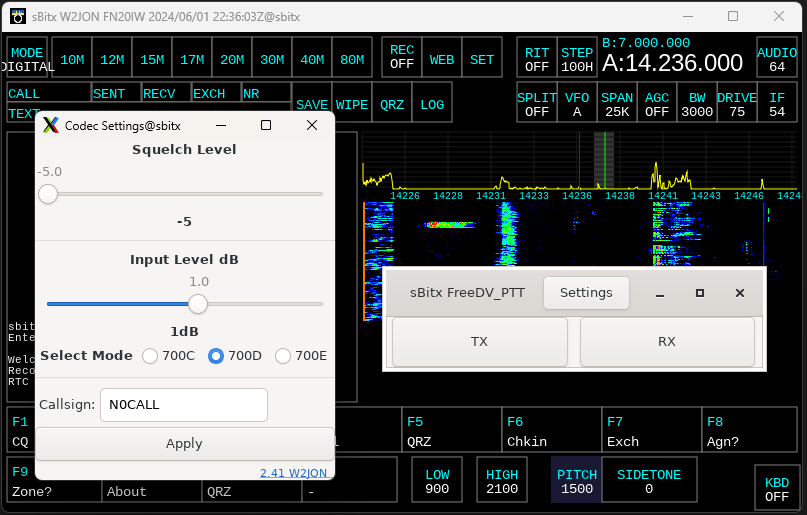 sBitx W2JON FN20IW 2024/06/01 22:36:03Z@sbitx
MODE
DIGITAL
10M 12M 15M 17M 20M 30M 40M 80M
REC
OFF
WEB SET
RIT
OFF
STEP
100H
B:7.000.000
A:14.236.000
AUDIO
64
CALL SENT RECV EXCH NR
TEXT
SAVE WIPE QRZ LOG
SPLIT
OFF
VFO
A
SPAN
25K
AGC
OFF
BW
3000
DRIVE
75
IF
54
Codec Settings@sbitx
Squelch Level
-5.0
-5
Input Level dB
1.0
1dB
Select Mode 700C 700D 700E
Callsign: N0CALL
Apply
2.41 W2JON
14226 14228 14231 14233 14236 14238 14241 14243 14246 1424
sBitx FreeDV_PTT Settings
TX RX
sbit
Ente
Welc
Reco
RTC
F1
CQ
F5
QRZ
F6
Chkin
F7
Exch
F8
Agn?
F9
Zone?
About
QRZ
-
LOW
900
HIGH
2100
PITCH
1500
SIDETONE
0
KBD
OFF